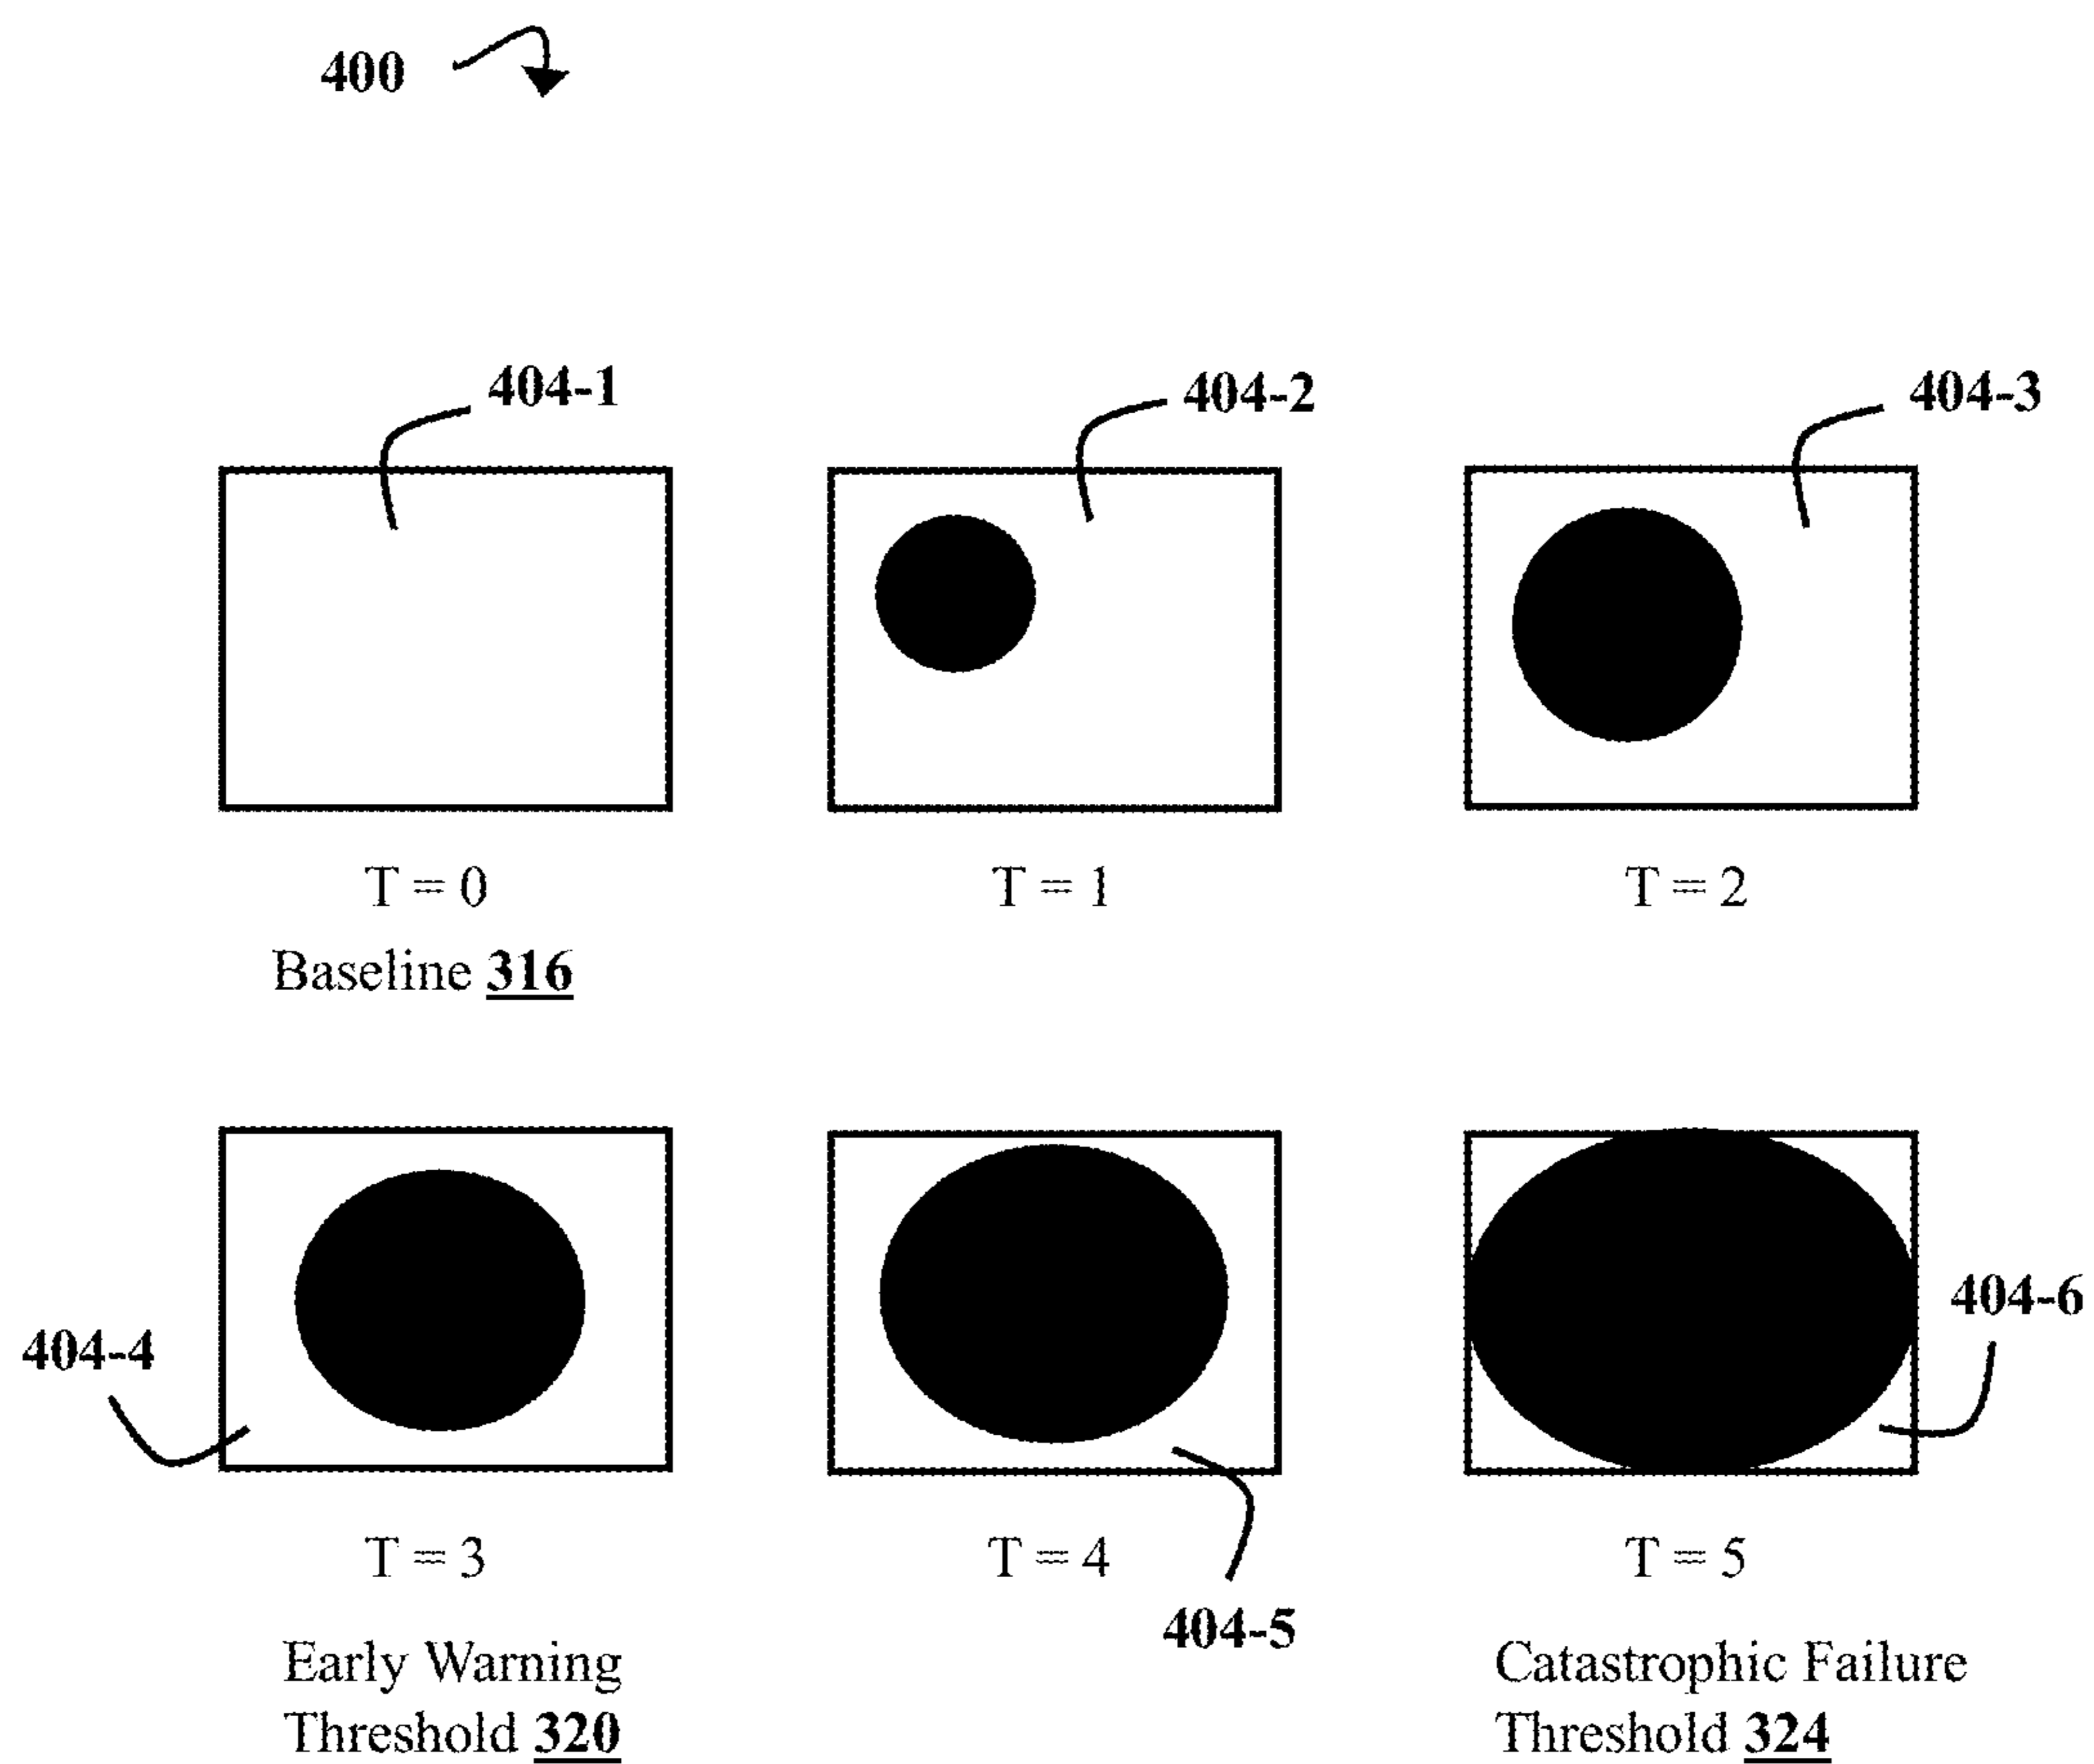 400
404-1
404-2
404-3
T = 0
T = 1
T = 2
Baseline 316
404-4
404-6
T = 3
T = 4
T = 5
404-5
Early Warning
Threshold 320
Catastrophic Failure
Threshold 324